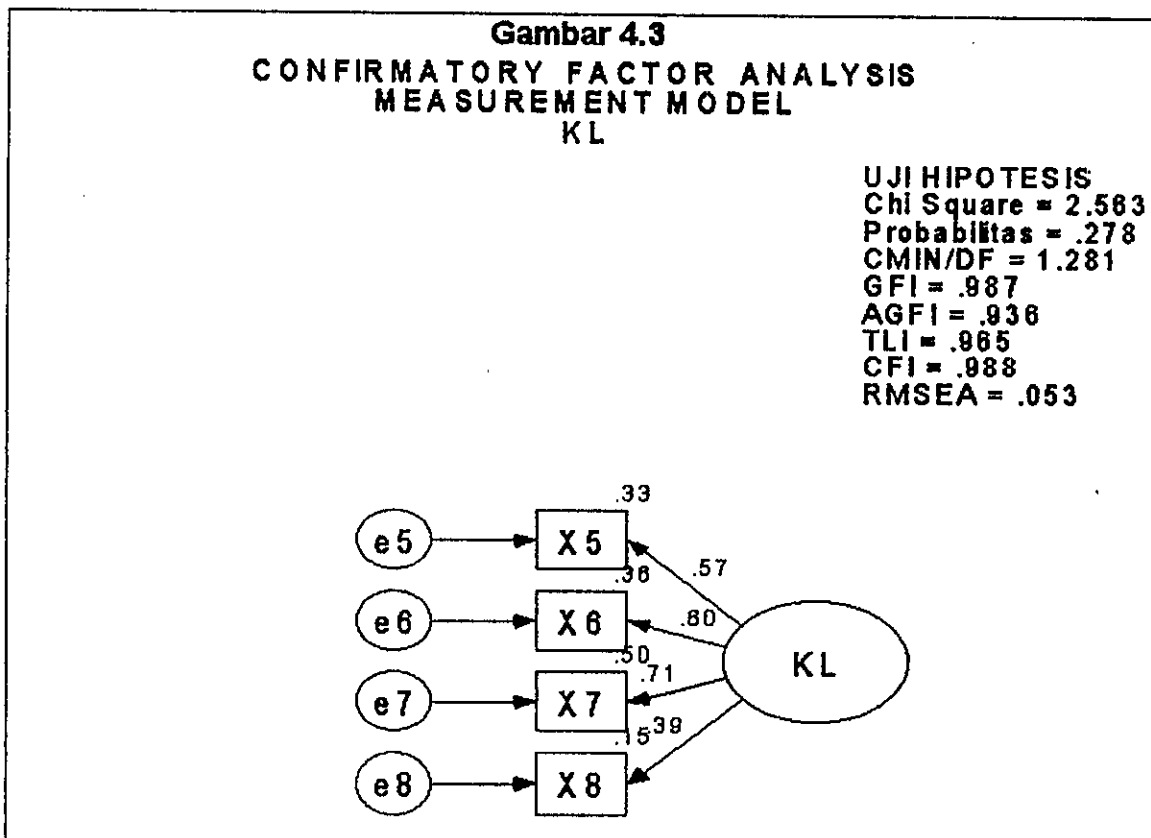 Gambar 4.3
CONFIRMATORY FACTOR ANALYSIS
MEASUREMENT MODEL
KL
UJI HIPOTESIS
Chi Square = 2.563
Probabilitas = .278
CMIN/DF = 1.281
GFI = .987
AGFI = .936
TLI = .965
CFI = .988
RMSEA = .053
.33
e5
X5
.57
.36
e6
X6
.60
.50
KL
.71
e7
X7
.15
.39
e8
X8